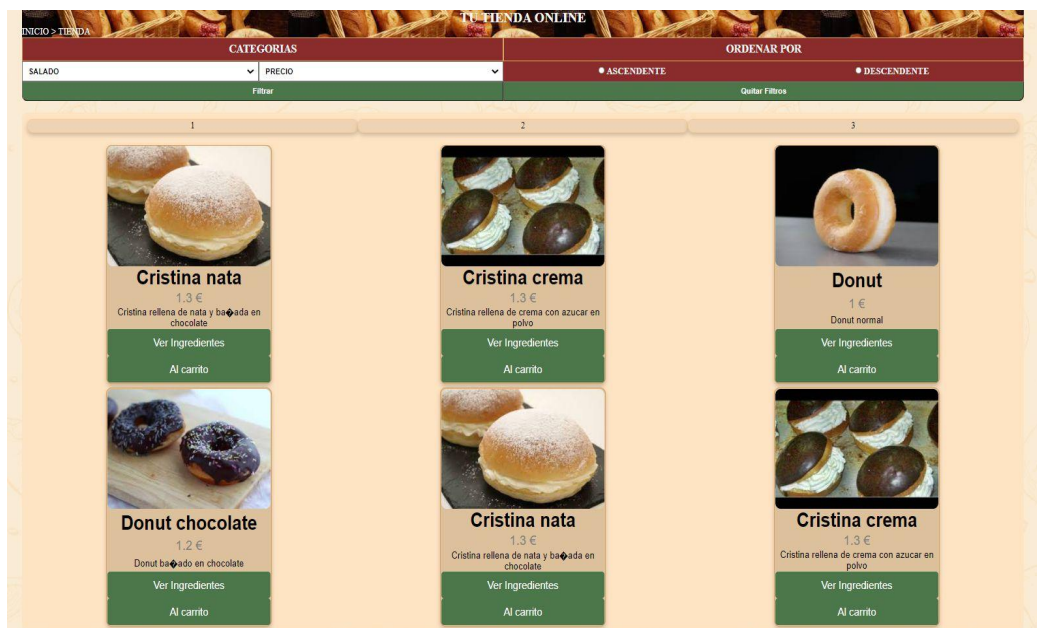 TU TIENDA ONLINE
INICIO > TIENDA
CATEGORIAS
ORDENAR POR
SALADO
PRECIO
ASCENDENTE
DESCENDENTE
Filtrar
Quitar Filtros
1
2
3
Cristina nata
1.3 €
Cristina rellena de nata y ba�ada en
chocolate
Ver Ingredientes
Al carrito
Cristina crema
1.3 €
Cristina rellena de crema con azucar en
polvo
Ver Ingredientes
Al carrito
Donut
1 €
Donut normal
Ver Ingredientes
Al carrito
Donut chocolate
1.2 €
Donut ba�ado en chocolate
Ver Ingredientes
Al carrito
Cristina nata
1.3 €
Cristina rellena de nata y ba�ada en
chocolate
Ver Ingredientes
Al carrito
Cristina crema
1.3 €
Cristina rellena de crema con azucar en
polvo
Ver Ingredientes
Al carrito